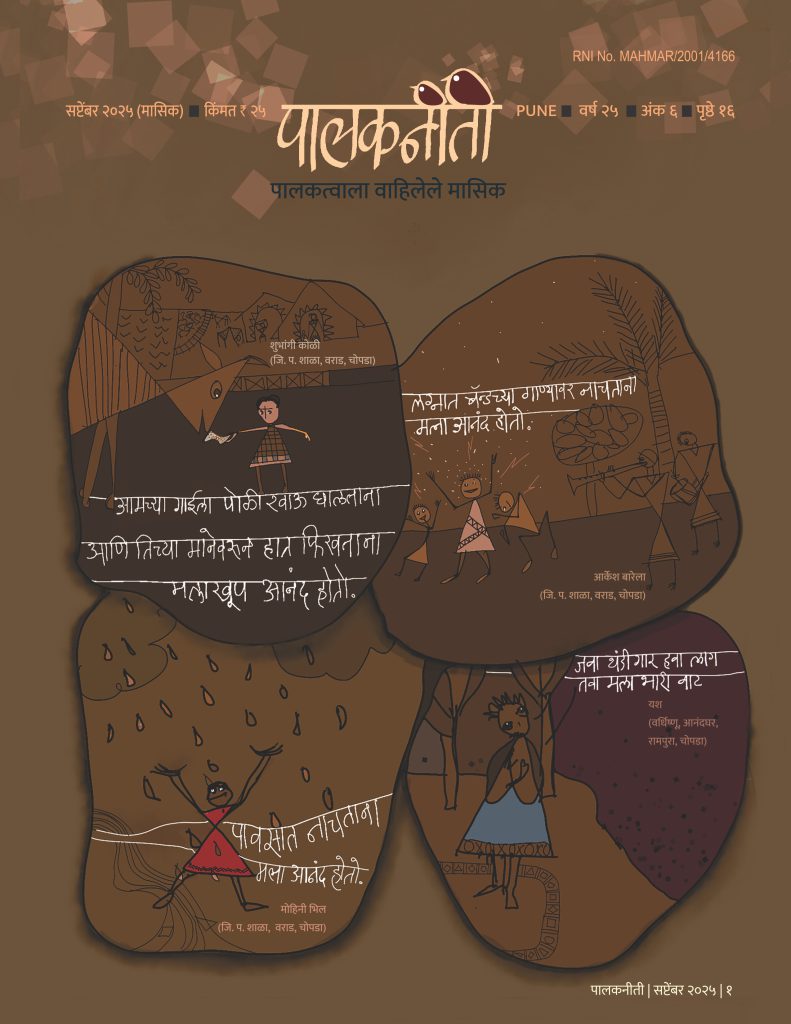 RNI No. MAHMAR/2001/4166
सप्टेंबर २०२५ (मासिक) ■ किंमत ₹ २५
पालकनीती
PUNE ■ वर्ष २५ ■ अंक ६ ■ पृष्ठे १६
पालकत्वाला वाहिलेले मासिक
शुभांगी कोळी
(जि. प. शाळा, वराड, चोपडा)
आमच्या गाईला पोळी खाऊ घालताना
आणि तिच्या मानेवरून हात फिरवताना
मला खूप आनंद होतो.
लग्नात बॅन्डच्या गाण्यावर नाचताना
मला आनंद होतो.
आर्केश बारेला
(जि. प. शाळा, वराड, चोपडा)
पावसात नाचताना
मला आनंद होतो.
मोहिनी भिल
(जि. प. शाळा, वराड, चोपडा)
जवा थंडीगार हवा लाग
तवा मला भारी वाट
यश
(वर्धिष्णू, आनंदघर,
रामपुरा, चोपडा)
पालकनीती | सप्टेंबर २०२५ | १